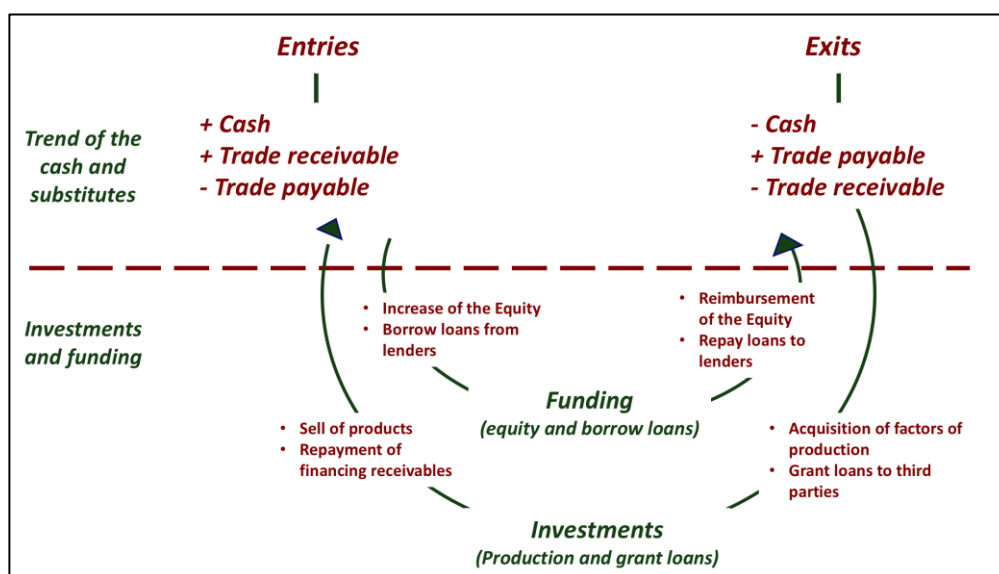 Entries
Exits
Trend of the
cash and
substitutes
+ Cash
+ Trade receivable
- Trade payable
- Cash
+ Trade payable
- Trade receivable
Investments
and funding
• Increase of the Equity
• Borrow loans from
lenders
• Reimbursement
of the Equity
• Repay loans to
lenders
Funding
(equity and borrow loans)
• Sell of products
• Repayment of
financing receivables
• Acquisition of factors of
production
• Grant loans to third
parties
Investments
(Production and grant loans)